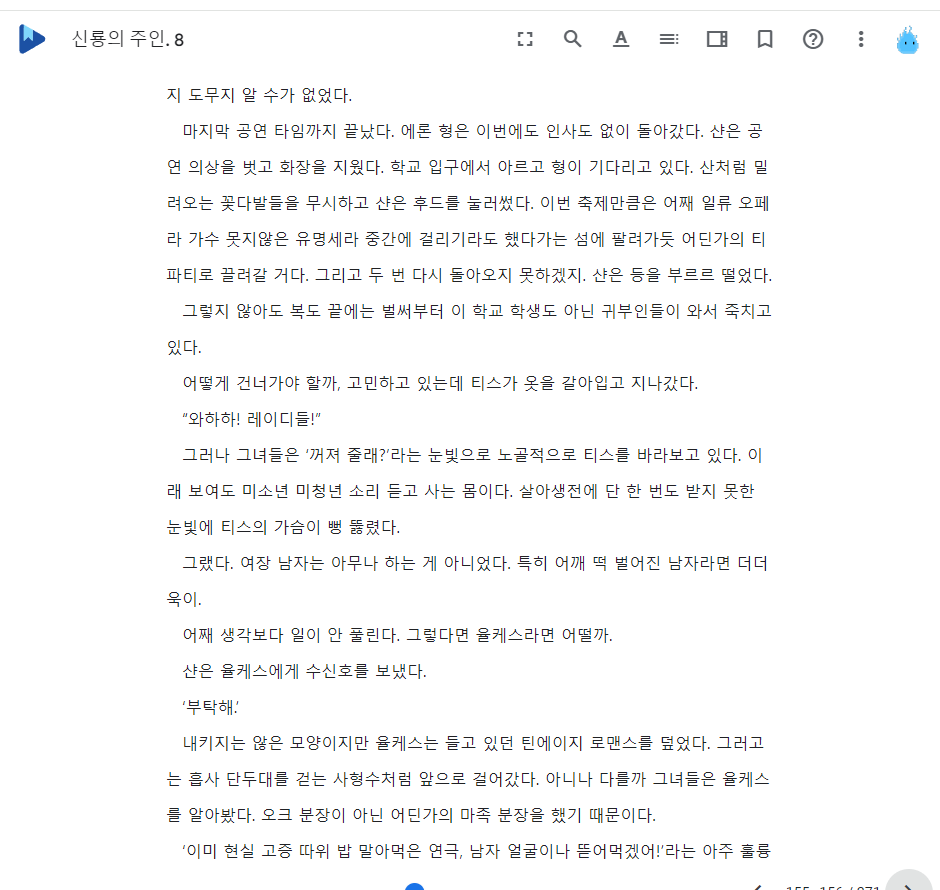 신룡의 주인. 8
지 도무지 알 수가 없었다.
마지막 공연 타임까지 끝났다. 에론 형은 이번에도 인사도 없이 돌아갔다. 샨은 공
연 의상을 벗고 화장을 지웠다. 학교 입구에서 아르고 형이 기다리고 있다. 산처럼 밀
려오는 꽃다발들을 무시하고 샨은 후드를 눌러썼다. 이번 축제만큼은 어째 일류 오페
라 가수 못지않은 유명세라 중간에 걸리기라도 했다가는 섬에 팔려가듯 어딘가의 티
파티로 끌려갈 거다. 그리고 두 번 다시 돌아오지 못하겠지. 샨은 등을 부르르 떨었다.
그렇지 않아도 복도 끝에는 벌써부터 이 학교 학생도 아닌 귀부인들이 와서 죽치고
있다.
어떻게 건너가야 할까, 고민하고 있는데 티스가 옷을 갈아입고 지나갔다.
"와하하! 레이디들!"
그러나 그녀들은 '꺼져 줄래?'라는 눈빛으로 노골적으로 티스를 바라보고 있다. 이
래 보여도 미소년 미청년 소리 듣고 사는 몸이다. 살아생전에 단 한 번도 받지 못한
눈빛에 티스의 가슴이 뻥 뚫렸다.
그랬다. 여장 남자는 아무나 하는 게 아니었다. 특히 어깨 떡 벌어진 남자라면 더더
욱이.
어째 생각보다 일이 안 풀린다. 그렇다면 율케스라면 어떨까.
샨은 율케스에게 수신호를 보냈다.
'부탁해.'
내키지는 않은 모양이지만 율케스는 들고 있던 틴에이지 로맨스를 덮었다. 그러고
는 흡사 단두대를 걷는 사형수처럼 앞으로 걸어갔다. 아니나 다를까 그녀들은 율케스
를 알아봤다. 오크 분장이 아닌 어딘가의 마족 분장을 했기 때문이다.
'이미 현실 고증 따위 밥 말아먹은 연극, 남자 얼굴이나 뜯어먹겠어!'라는 아주 훌륭